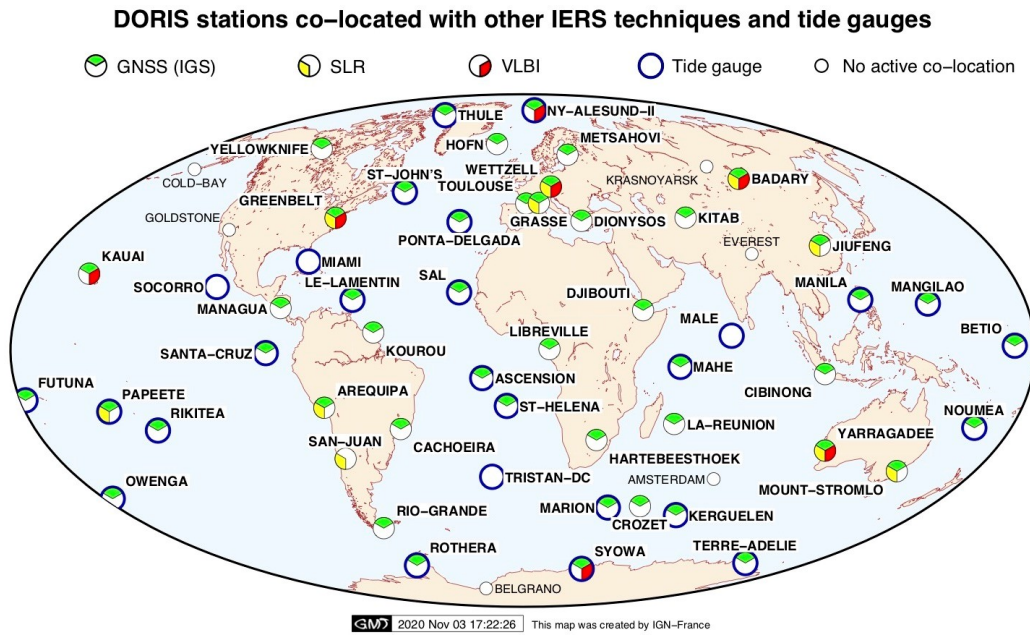 DORIS stations co–located with other IERS techniques and tide gauges
GNSS (IGS) SLR VLBI Tide gauge No active co–location
THULE
NY–ALESUND–II
HOFN
METSAHOVI
YELLOWKNIFE
COLD–BAY
ST–JOHN'S
WETTZELL
TOULOUSE
KRASNOYARSK
BADARY
GREENBELT
GOLDSTONE
GRASSE
DIONYSOS
KITAB
PONTA–DELGADA
EVEREST
JIUFENG
KAUAI
MIAMI
SOCORRO
LE–LAMENTIN
SAL
DJIBOUTI
MANILA
MANGILAO
MANAGUA
MALE
BETIO
LIBREVILLE
KOUROU
SANTA–CRUZ
MAHE
CIBINONG
ASCENSION
FUTUNA
PAPEETE
RIKITEA
AREQUIPA
ST–HELENA
NOUMEA
LA–REUNION
YARRAGADEE
SAN–JUAN
CACHOEIRA
HARTEBEESTHOEK
TRISTAN–DC
AMSTERDAM
MOUNT–STROMLO
OWENGA
RIO–GRANDE
MARION
CROZET
KERGUELEN
ROTHERA
SYOWA
TERRE–ADELIE
BELGRANO
GMT 2020 Nov 03 17:22:26 This map was created by IGN–France